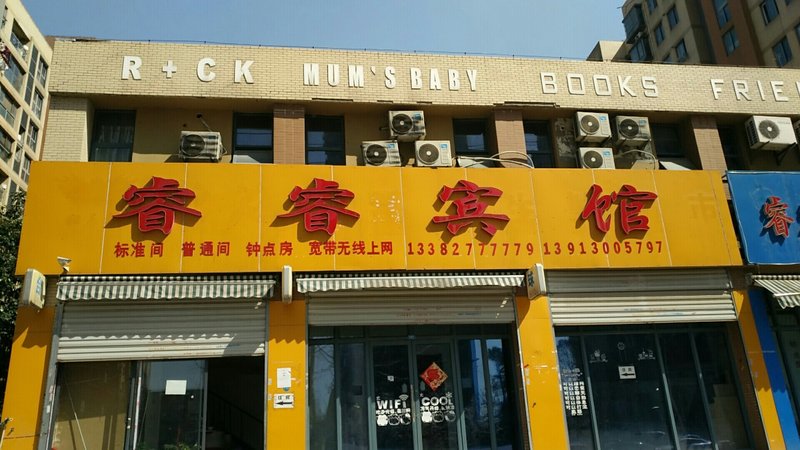 R+CK MUM'S BABY BOOKS FRIE
睿睿宾馆
睿
标准间 普通间 钟点房 宽带无线上网 13382777779 13913005797
WIFI COOL